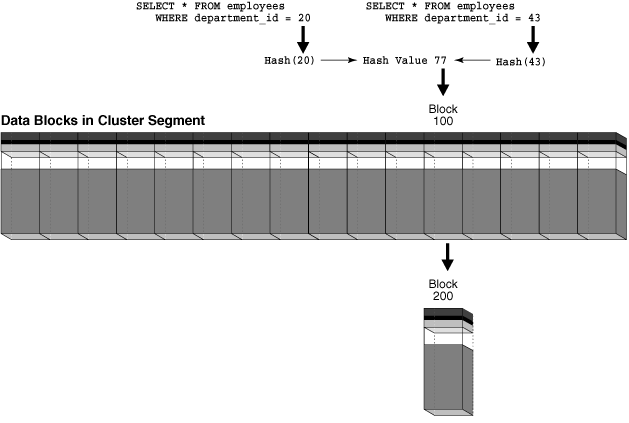 SELECT * FROM employees
WHERE department_id = 20
SELECT * FROM employees
WHERE department_id = 43
Hash(20)
Hash Value 77
Hash(43)
Block
100
Data Blocks in Cluster Segment
Block
200